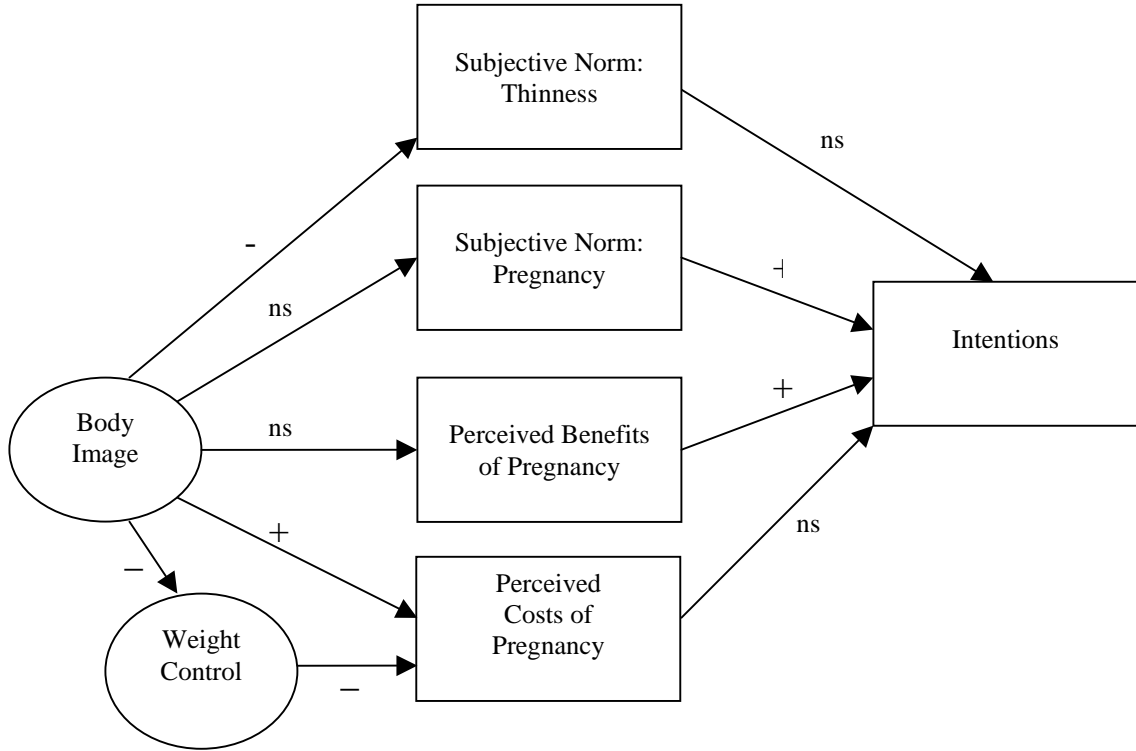 Subjective Norm:
Thinness
ns
-
Subjective Norm:
Pregnancy
ns
+
Intentions
Body
Image
ns
Perceived Benefits
of Pregnancy
+
+
ns
–
Perceived
Costs of
Pregnancy
Weight
Control
–